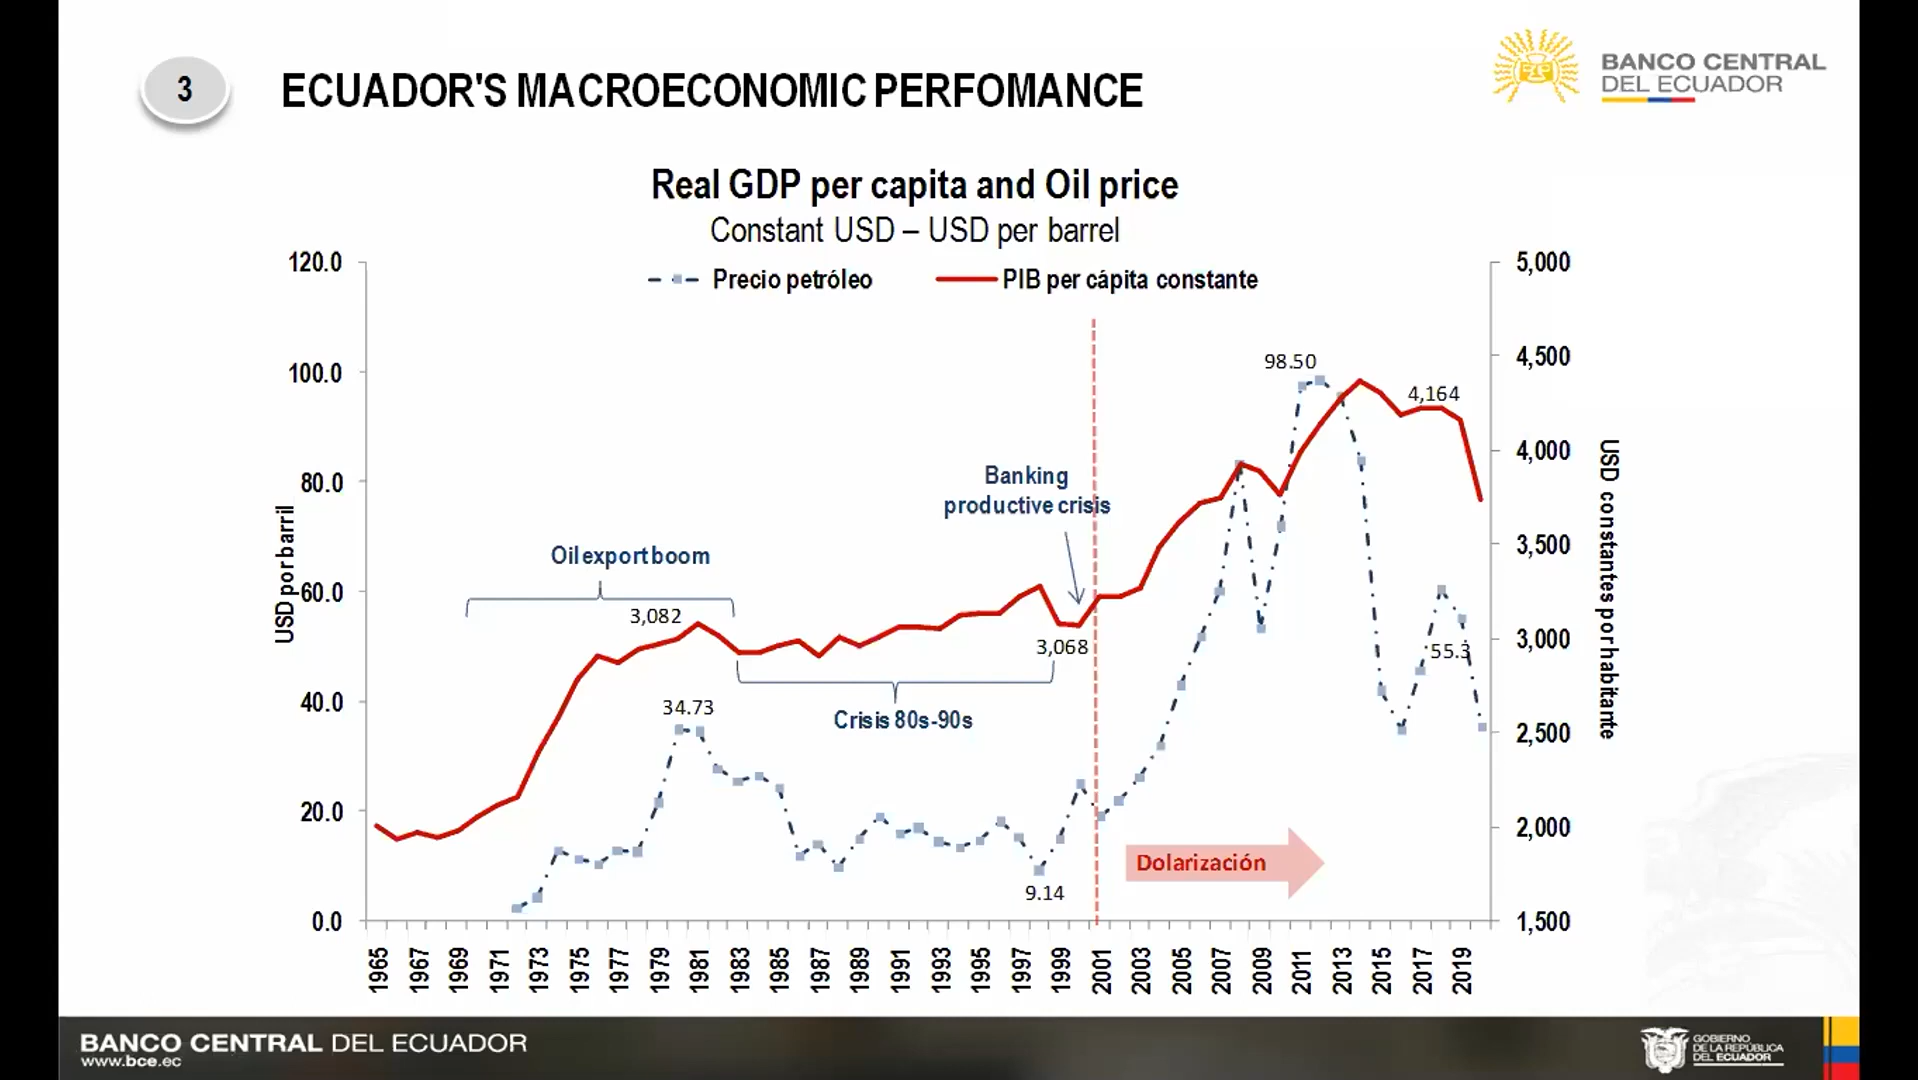 3
ECUADOR'S MACROECONOMIC PERFOMANCE
BANCO CENTRAL
DEL ECUADOR
Real GDP per capita and Oil price
Constant USD – USD per barrel
Precio petróleo
PIB per cápita constante
120.0
100.0
80.0
60.0
40.0
20.0
0.0
USD por barril
5,000
4,500
4,000
3,500
3,000
2,500
2,000
1,500
USD constantes por habitante
98.50
4,164
Banking
productive crisis
Oil export boom
3,082
3,068
55.3
34.73
Crisis 80s-90s
9.14
Dolarización
1965
1967
1969
1971
1973
1975
1977
1979
1981
1983
1985
1987
1989
1991
1993
1995
1997
1999
2001
2003
2005
2007
2009
2011
2013
2015
2017
2019
BANCO CENTRAL DEL ECUADOR
www.bce.ec
GOBIERNO
DE LA REPÚBLICA
DEL ECUADOR